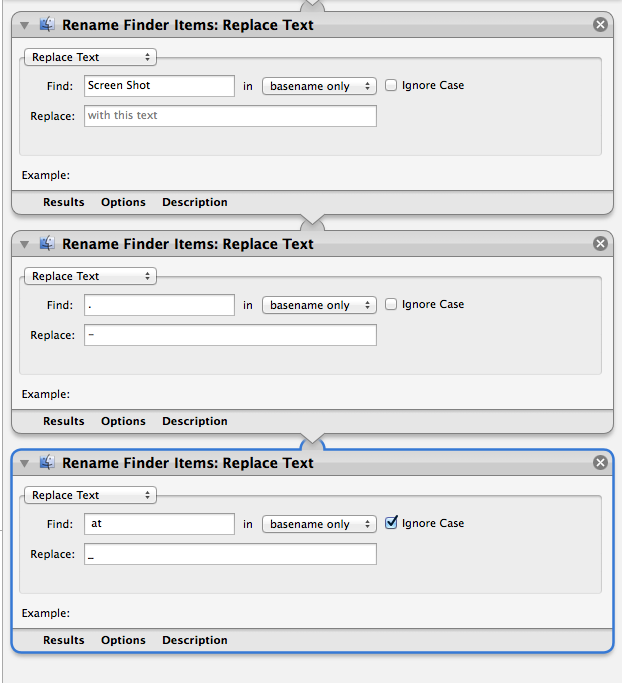 Rename Finder Items: Replace Text
Replace Text
Find: Screen Shot in basename only Ignore Case
Replace: with this text
Example:
Results Options Description
Rename Finder Items: Replace Text
Replace Text
Find: . in basename only Ignore Case
Replace: -
Example:
Results Options Description
Rename Finder Items: Replace Text
Replace Text
Find: at in basename only Ignore Case
Replace: _
Example:
Results Options Description